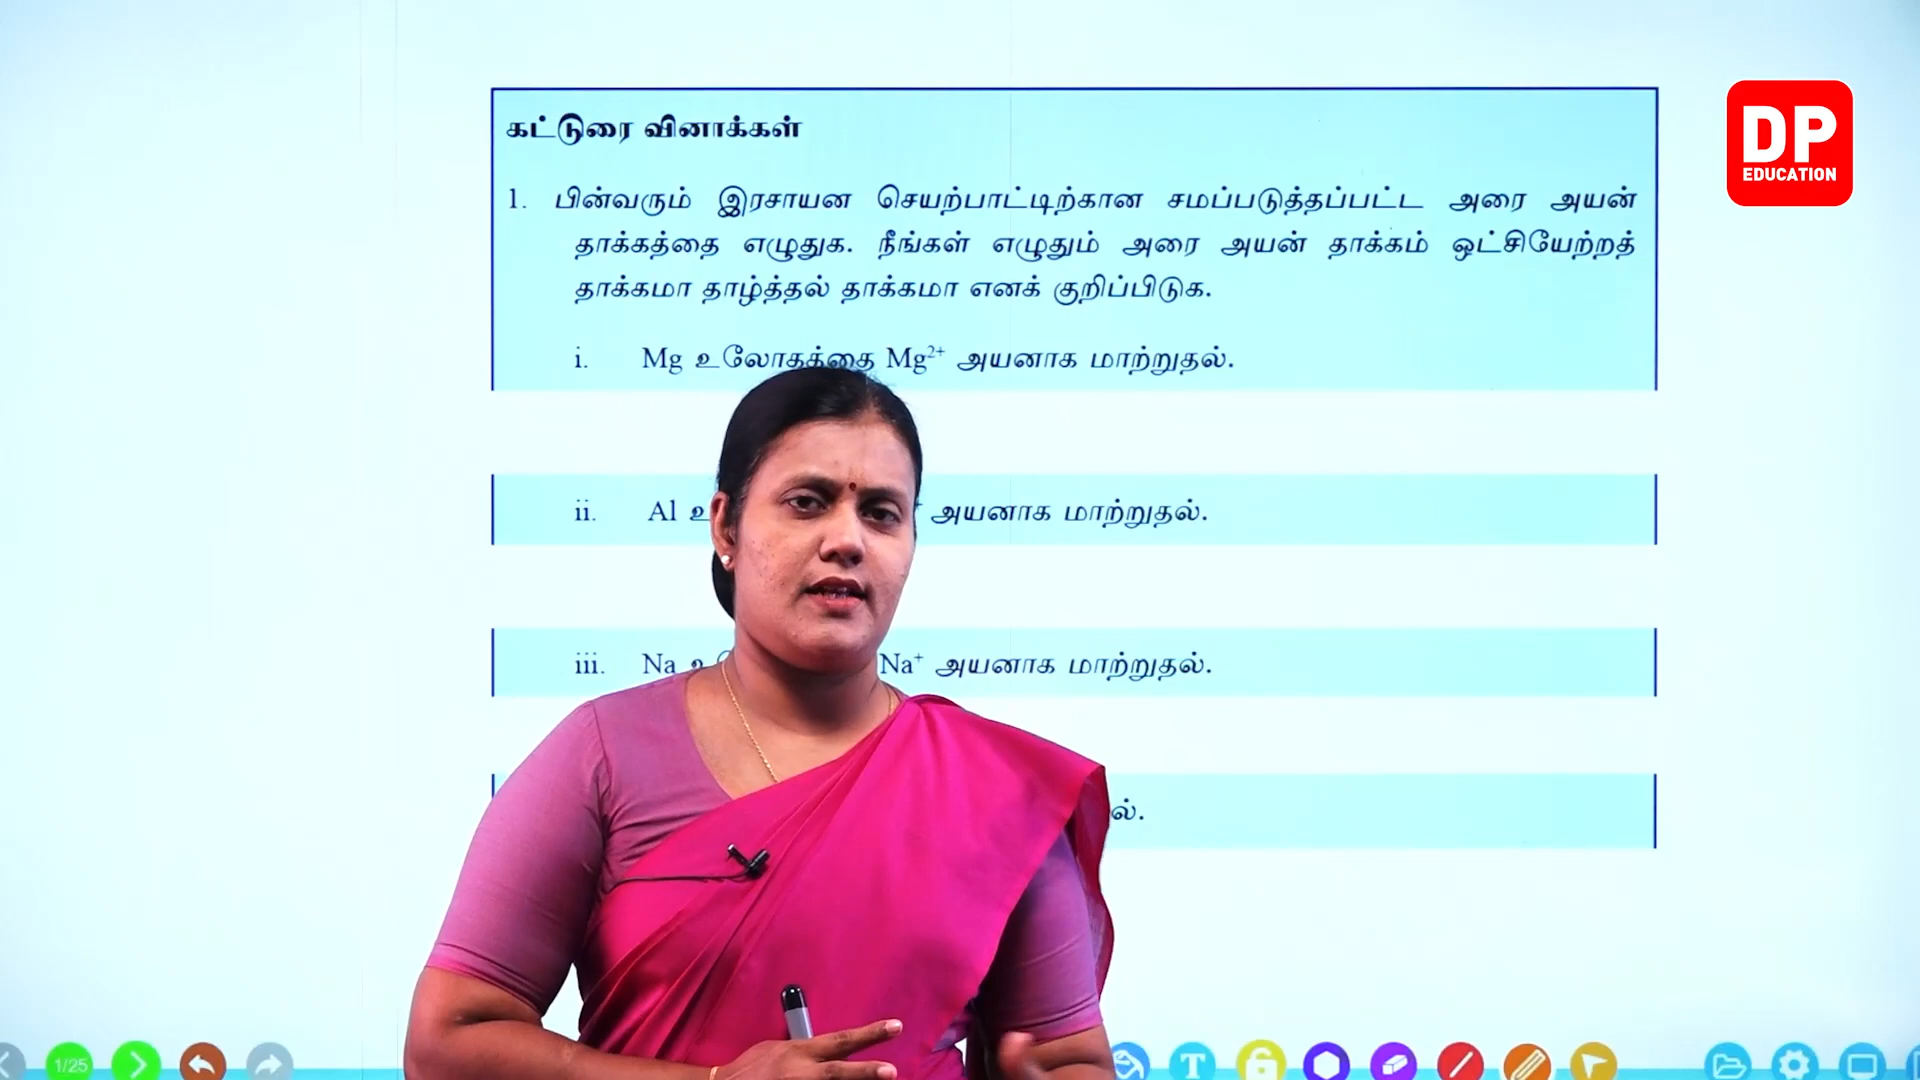 கட்டுரை வினாக்கள்
DP
EDUCATION
1. பின்வரும் இரசாயன செயற்பாட்டிற்கான சமப்படுத்தப்பட்ட அரை அயன்
தாக்கத்தை எழுதுக. நீங்கள் எழுதும் அரை அயன் தாக்கம் ஒட்சியேற்றத்
தாக்கமா தாழ்த்தல் தாக்கமா எனக் குறிப்பிடுக.
i. Mg உலோகத்தை Mg²⁺ அயனாக மாற்றுதல்.
ii. Al அயனாக மாற்றுதல்.
iii. Na Na⁺ அயனாக மாற்றுதல்.
1/25
T